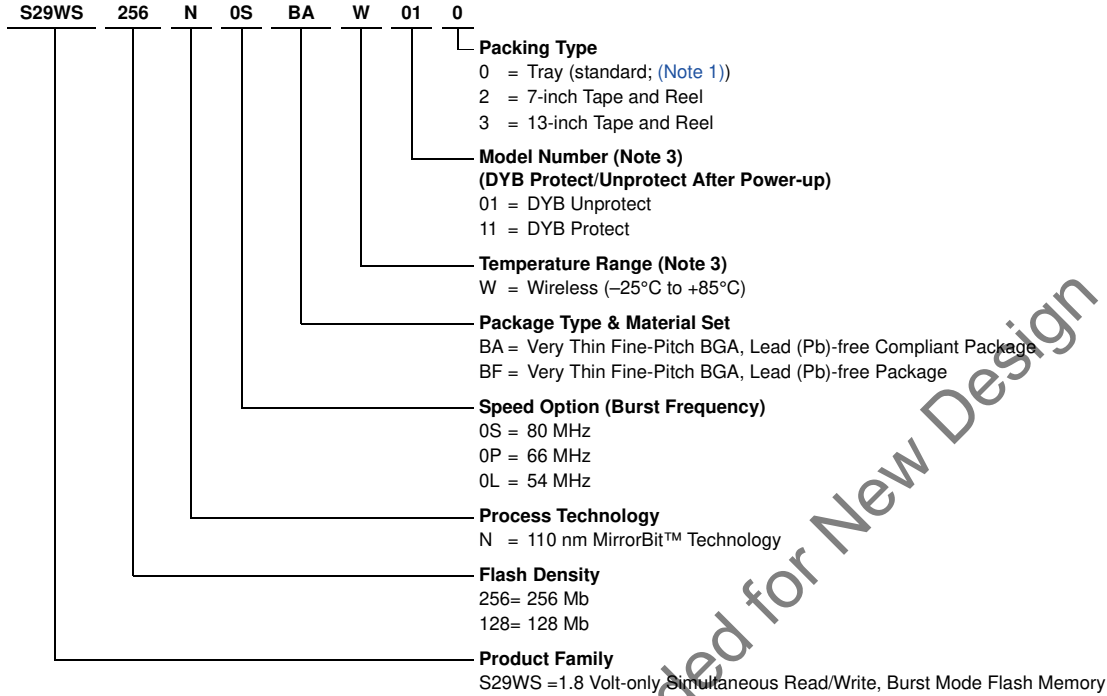 S29WS 256 N 0S BA W 01 0
Packing Type
0 = Tray (standard; (Note 1))
2 = 7-inch Tape and Reel
3 = 13-inch Tape and Reel
Model Number (Note 3)
(DYB Protect/Unprotect After Power-up)
01 = DYB Unprotect
11 = DYB Protect
Temperature Range (Note 3)
W = Wireless (–25°C to +85°C)
Package Type & Material Set
BA = Very Thin Fine-Pitch BGA, Lead (Pb)-free Compliant Package
BF = Very Thin Fine-Pitch BGA, Lead (Pb)-free Package
Speed Option (Burst Frequency)
0S = 80 MHz
0P = 66 MHz
0L = 54 MHz
Process Technology
N = 110 nm MirrorBit™ Technology
Flash Density
256= 256 Mb
128= 128 Mb
Product Family
S29WS =1.8 Volt-only Simultaneous Read/Write, Burst Mode Flash Memory
for New Design